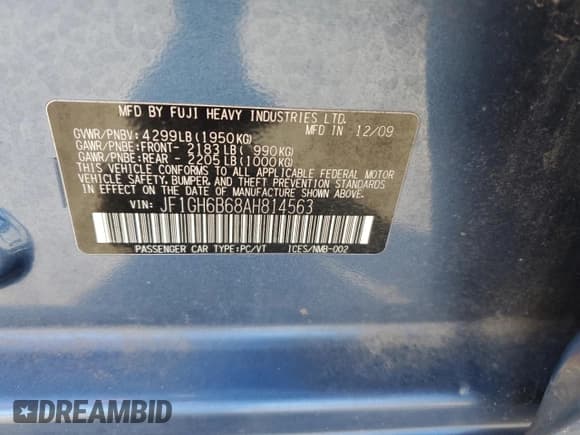 MFD BY FUJI HEAVY INDUSTRIES LTD.
GVWR/PNBV: 4299LB(1950KG) MFD IN 12/09
GAWR/PNBE:FRONT- 2183LB( 990KG)
GAWR/PNBE:REAR - 2205LB(1000KG)
THIS VEHICLE CONFORMS TO ALL APPLICABLE FEDERAL MOTOR
VEHICLE SAFETY, BUMPER, AND THEFT PREVENTION STANDARDS
IN EFFECT ON THE DATE OF MANUFACTURE SHOWN ABOVE.
VIN: JF1GH6B68AH814563
PASSENGER CAR TYPE:PC/VT ICES/NMB-002
DREAMBID